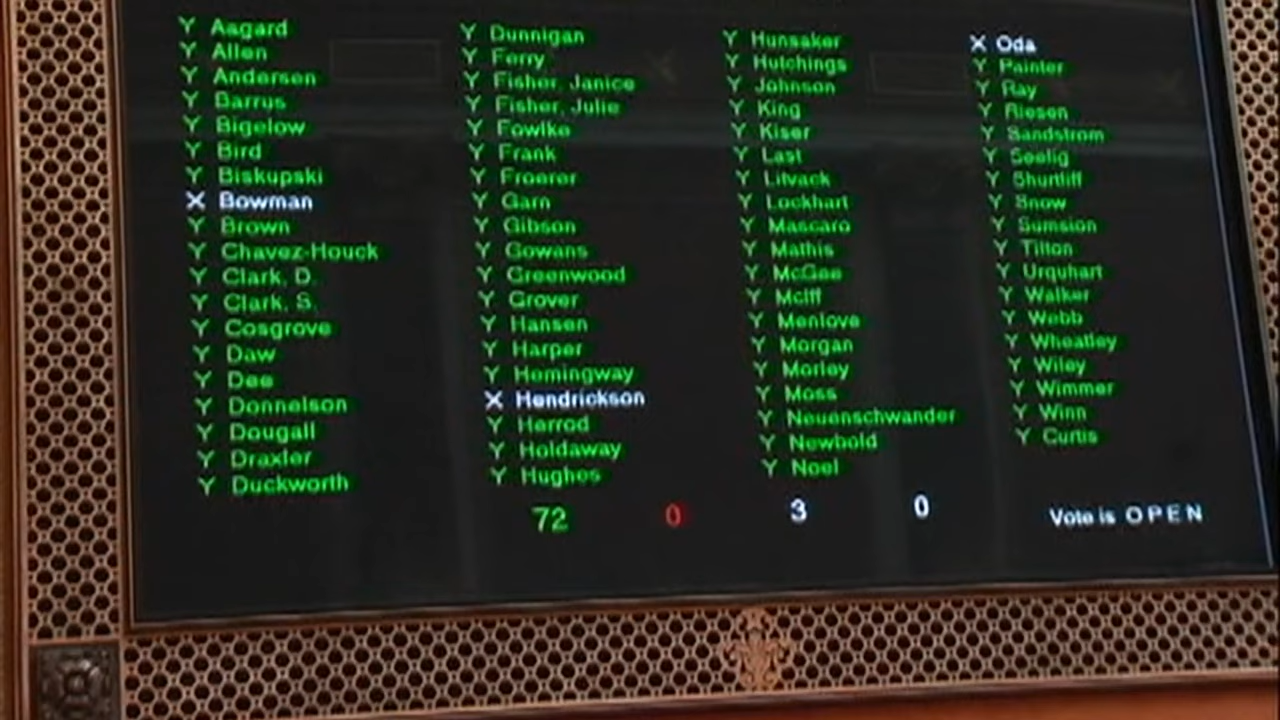 Y Aagard
Y Allen
Y Andersen
Y Barrus
Y Bigelow
Y Bird
Y Biskupski
X Bowman
Y Brown
Y Chavez-Houck
Y Clark, D.
Y Clark, S.
Y Cosgrove
Y Daw
Y Dee
Y Donnelson
Y Dougall
Y Draxler
Y Duckworth
Y Dunnigan
Y Ferry
Y Fisher, Janice
Y Fisher, Julie
Y Fowlke
Y Frank
Y Froerer
Y Garn
Y Gibson
Y Gowans
Y Greenwood
Y Grover
Y Hansen
Y Harper
Y Hemingway
X Hendrickson
Y Herrod
Y Holdaway
Y Hughes
Y Hunsaker
Y Hutchings
Y Johnson
Y King
Y Kiser
Y Last
Y Litvack
Y Lockhart
Y Mascaro
Y Mathis
Y McGee
Y McIff
Y Menlove
Y Morgan
Y Morley
Y Moss
Y Neuenschwander
Y Newbold
Y Noel
X Oda
Y Painter
Y Ray
Y Riesen
Y Sandstrom
Y Seelig
Y Shurtliff
Y Snow
Y Sumsion
Y Tilton
Y Urquhart
Y Walker
Y Webb
Y Wheatley
Y Wiley
Y Wimmer
Y Winn
Y Curtis
72 0 3 0 Vote is OPEN